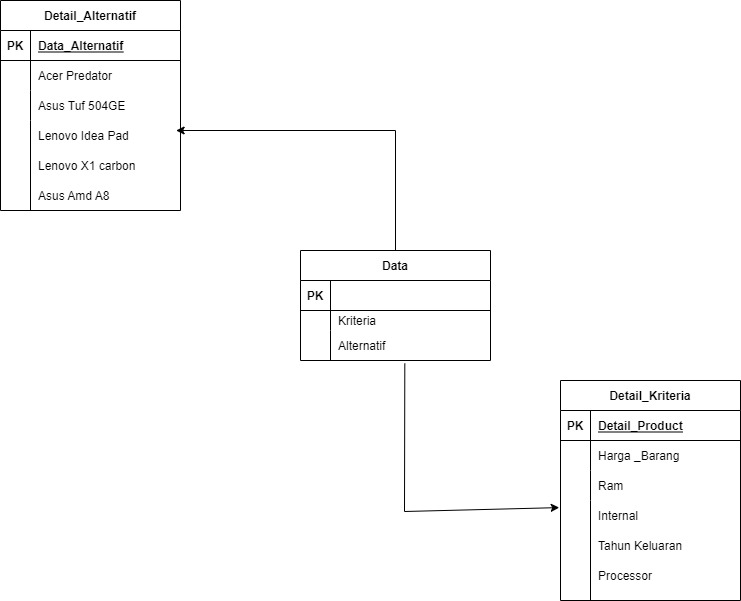 Detail_Alternatif
PK Data_Alternatif
Acer Predator
Asus Tuf 504GE
Lenovo Idea Pad
Lenovo X1 carbon
Asus Amd A8
Data
PK
Kriteria
Alternatif
Detail_Kriteria
PK Detail_Product
Harga _Barang
Ram
Internal
Tahun Keluaran
Processor